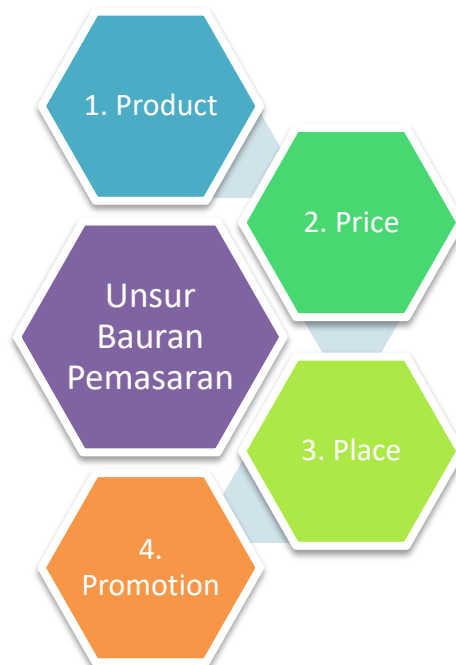 1. Product
2. Price
Unsur
Bauran
Pemasaran
3. Place
4.
Promotion